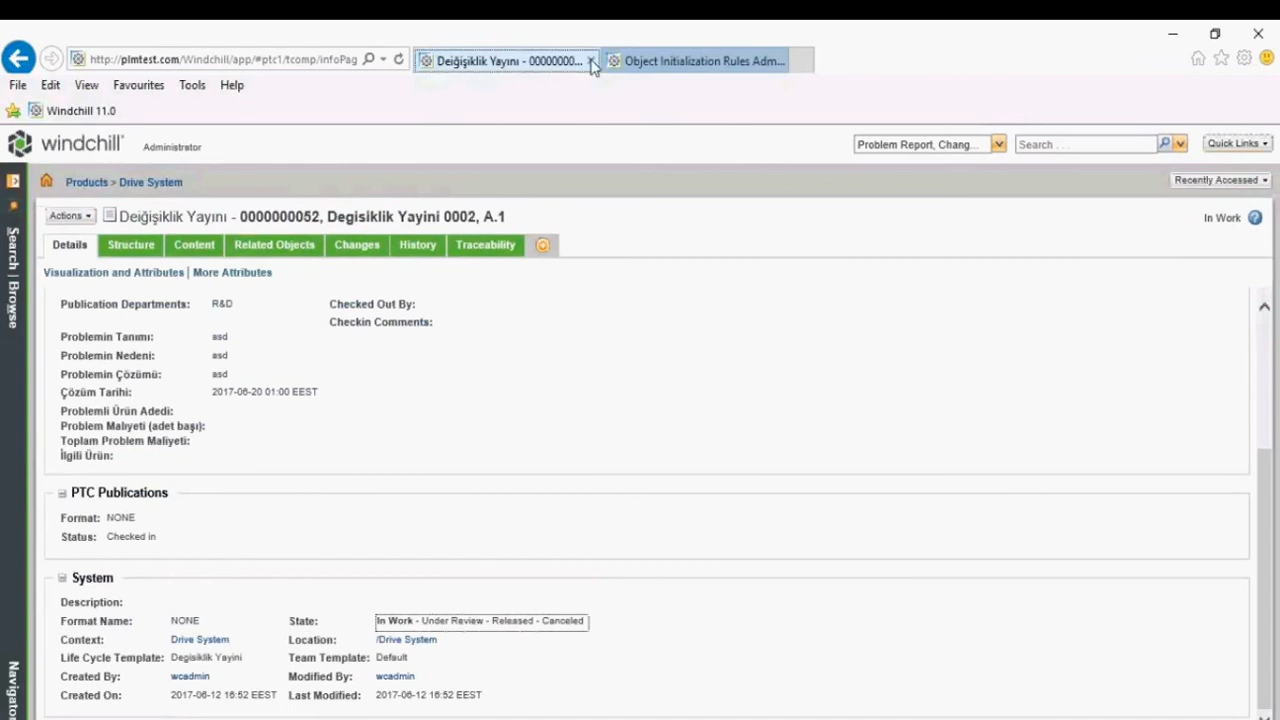 http://plmtest.com/Windchill/app/#ptc1/tcomp/infoPag
Deiğişiklik Yayını - 00000000...
Object Initialization Rules Adm...
File Edit View Favourites Tools Help
Windchill 11.0
windchill
Administrator
Problem Report, Chang...
Search . . .
Quick Links
Products > Drive System
Recently Accessed
Actions
Deiğişiklik Yayını - 0000000052, Degisiklik Yayini 0002, A.1
In Work
Details Structure Content Related Objects Changes History Traceability
Visualization and Attributes | More Attributes
Search | Browse
Publication Departments: R&D Checked Out By:
Checkin Comments:
Problemin Tanımı: asd
Problemin Nedeni: asd
Problemin Çözümü: asd
Çözüm Tarihi: 2017-06-20 01:00 EEST
Problemli Ürün Adedi:
Problem Malıyeti (adet başı):
Toplam Problem Maliyeti:
İlgili Ürün:
PTC Publications
Format: NONE
Status: Checked in
System
Description:
Format Name: NONE State: In Work - Under Review - Released - Canceled
Context: Drive System Location: /Drive System
Life Cycle Template: Degisiklik Yayini Team Template: Default
Created By: wcadmin Modified By: wcadmin
Created On: 2017-06-12 16:52 EEST Last Modified: 2017-06-12 16:52 EEST
Navigator